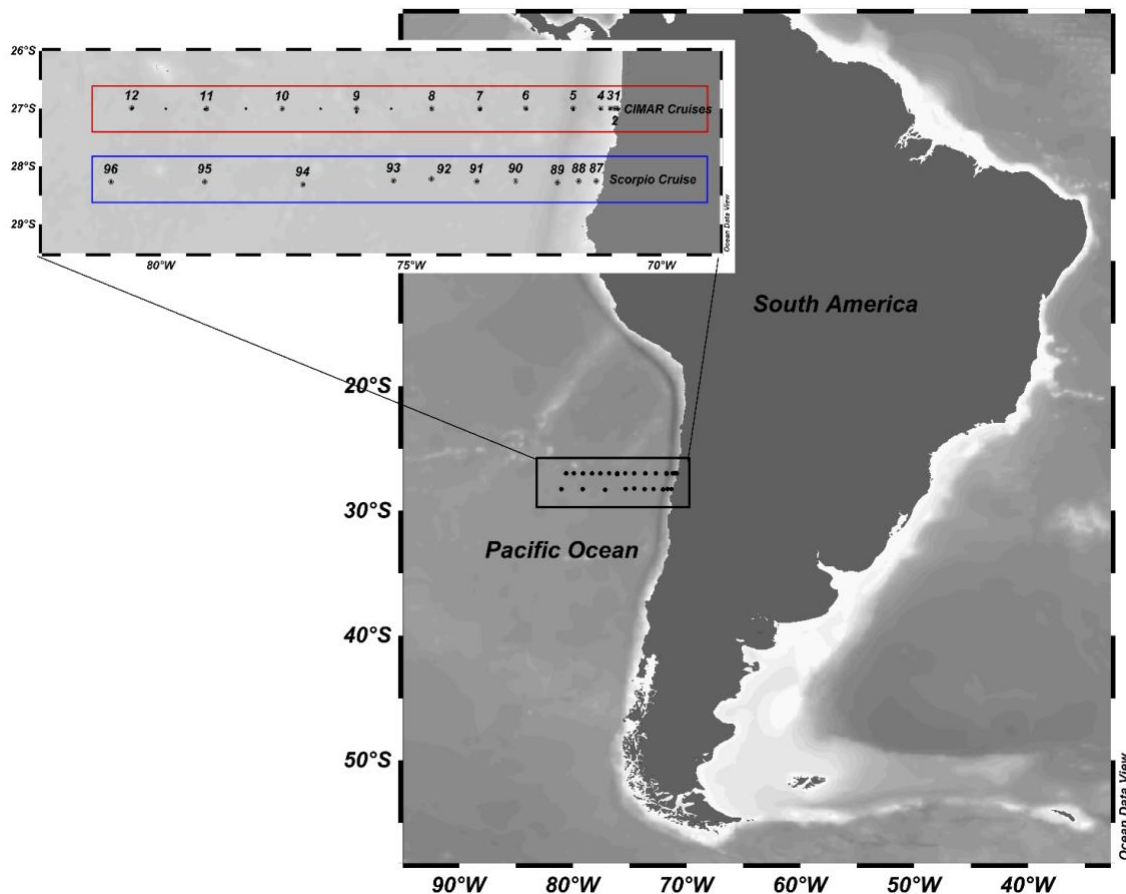 26°S
12 11 10 9 8 7 6 5 4 3 1
27°S CIMAR Cruises
2
28°S
96 95 94 93 92 91 90 89 88 87
Scorpio Cruise
29°S
Ocean Data View
80°W 75°W 70°W
South America
20°S
30°S
Pacific Ocean
40°S
50°S
Ocean Data View
90°W 80°W 70°W 60°W 50°W 40°W